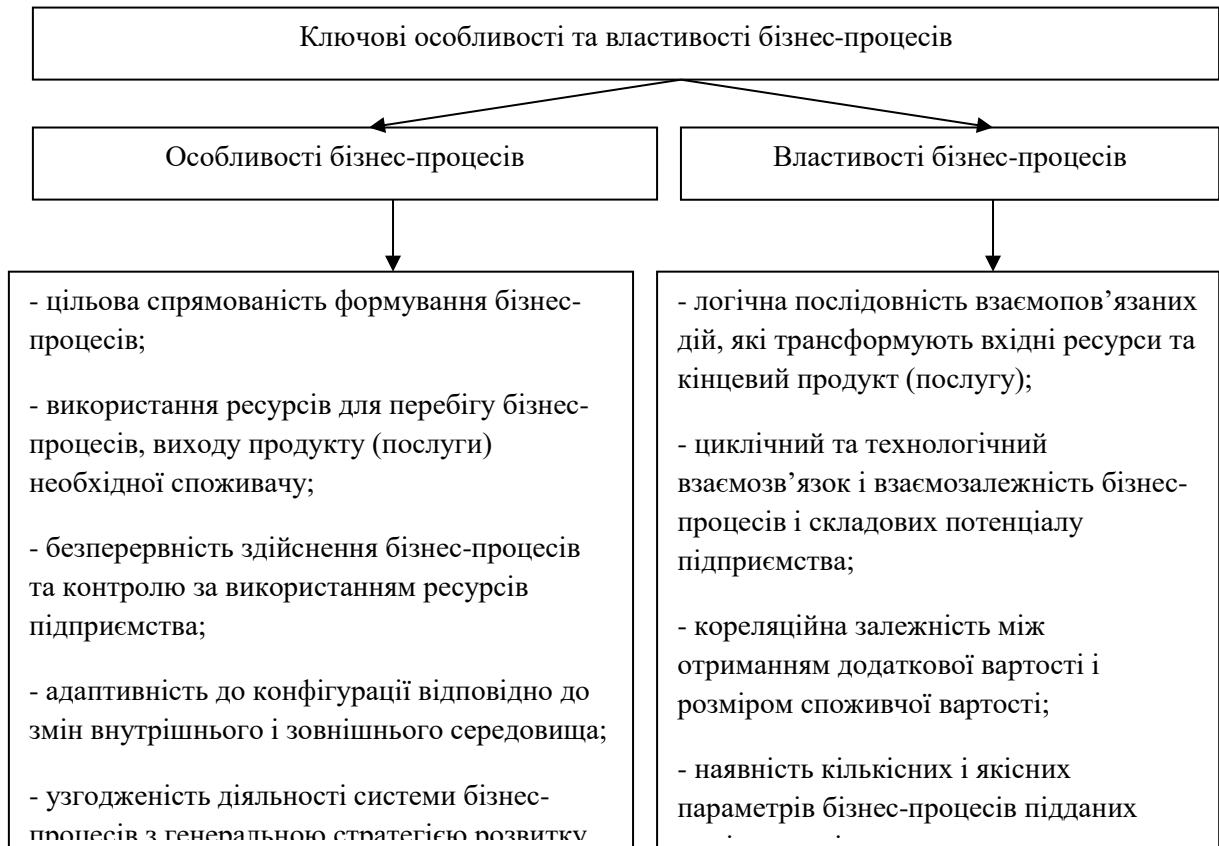 Ключові особливості та властивості бізнес-процесів
Особливості бізнес-процесів
Властивості бізнес-процесів
- цільова спрямованість формування бізнес-
процесів;
- використання ресурсів для перебігу бізнес-
процесів, виходу продукту (послуги)
необхідної споживачу;
- безперервність здійснення бізнес-процесів
та контролю за використанням ресурсів
підприємства;
- адаптивність до конфігурації відповідно до
змін внутрішнього і зовнішнього середовища;
- узгодженість діяльності системи бізнес-
процесів з генеральною стратегією розвитку
- логічна послідовність взаємопов’язаних
дій, які трансформують вхідні ресурси та
кінцевий продукт (послугу);
- циклічний та технологічний
взаємозв’язок і взаємозалежність бізнес-
процесів і складових потенціалу
підприємства;
- кореляційна залежність між
отриманням додаткової вартості і
розміром споживчої вартості;
- наявність кількісних і якісних
параметрів бізнес-процесів підданих